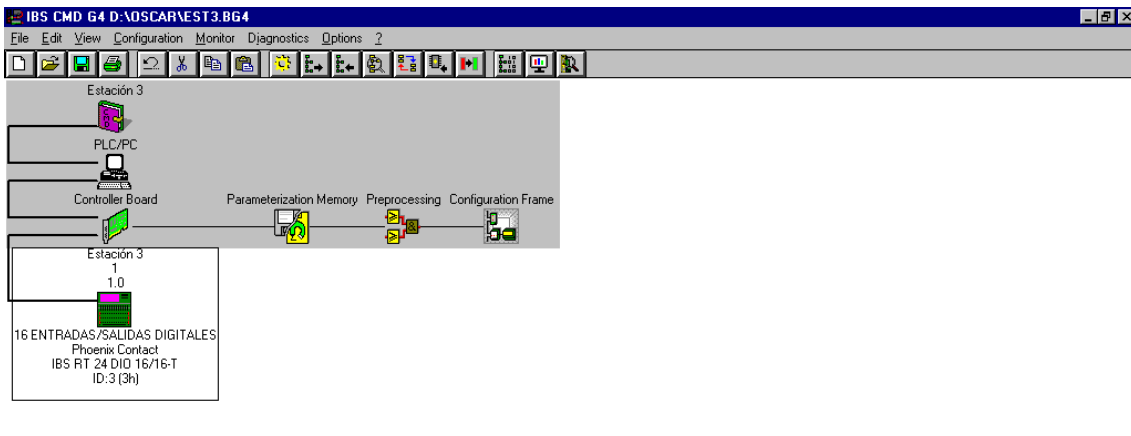 IBS CMD G4 D:\OSCAR\EST3.BG4
File Edit View Configuration Monitor Diagnostics Options ?
Estación 3
PLC/PC
Controller Board Parameterization Memory Preprocessing Configuration Frame
Estación 3
1
1.0
16 ENTRADAS/SALIDAS DIGITALES
Phoenix Contact
IBS RT 24 DIO 16/16-T
ID:3 (3h)